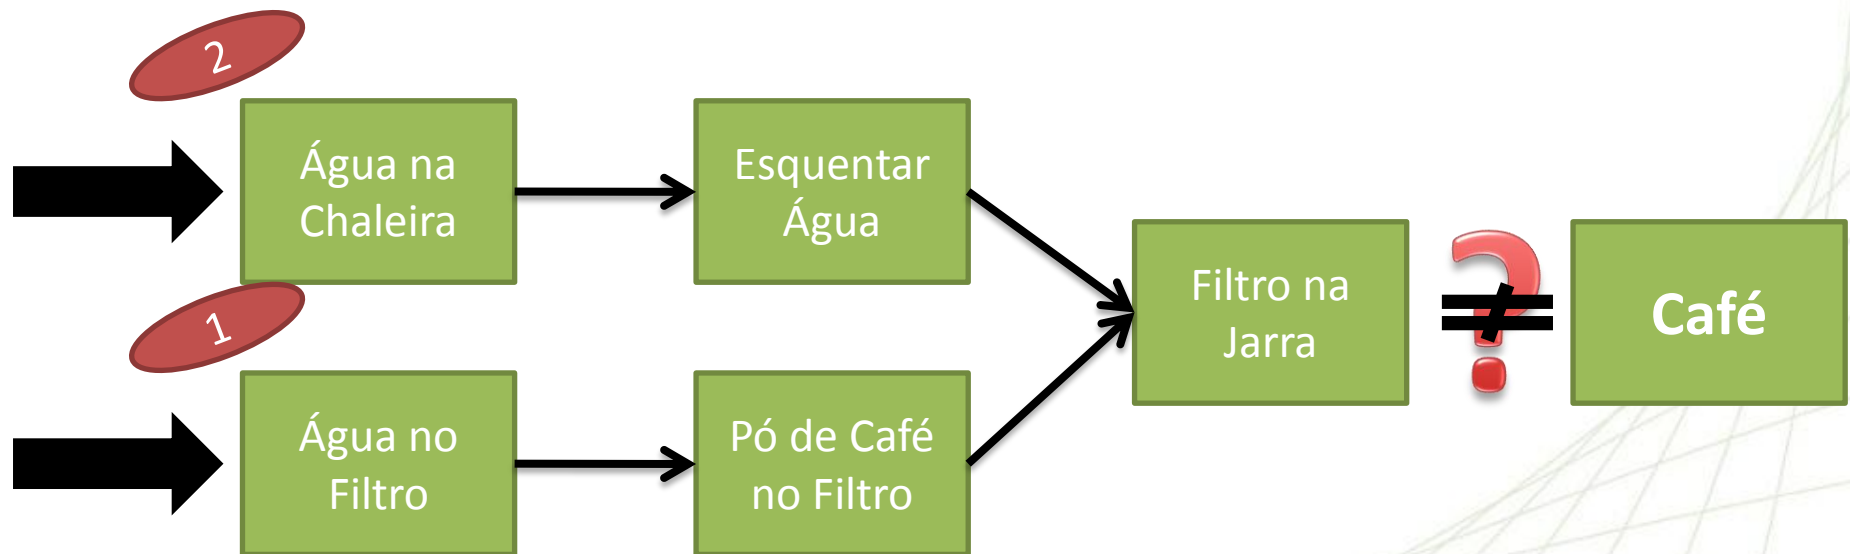 2
Água na
Chaleira
Esquentar
Água
1
Água no
Filtro
Pó de Café
no Filtro
Filtro na
Jarra
?
≠
Café